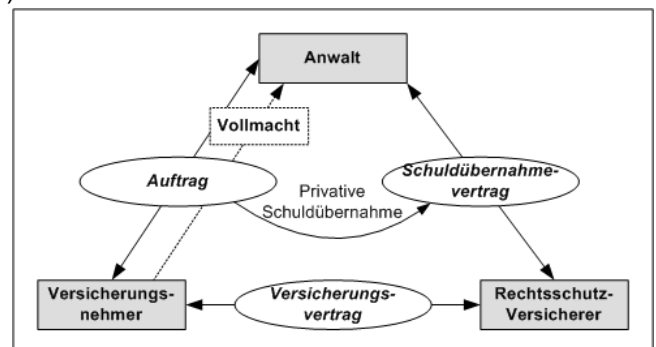 Anwalt
Vollmacht
Auftrag
Schuldübernahme-
vertrag
Privative
Schuldübernahme
Versicherungs-
nehmer
Versicherungs-
vertrag
Rechtsschutz-
Versicherer